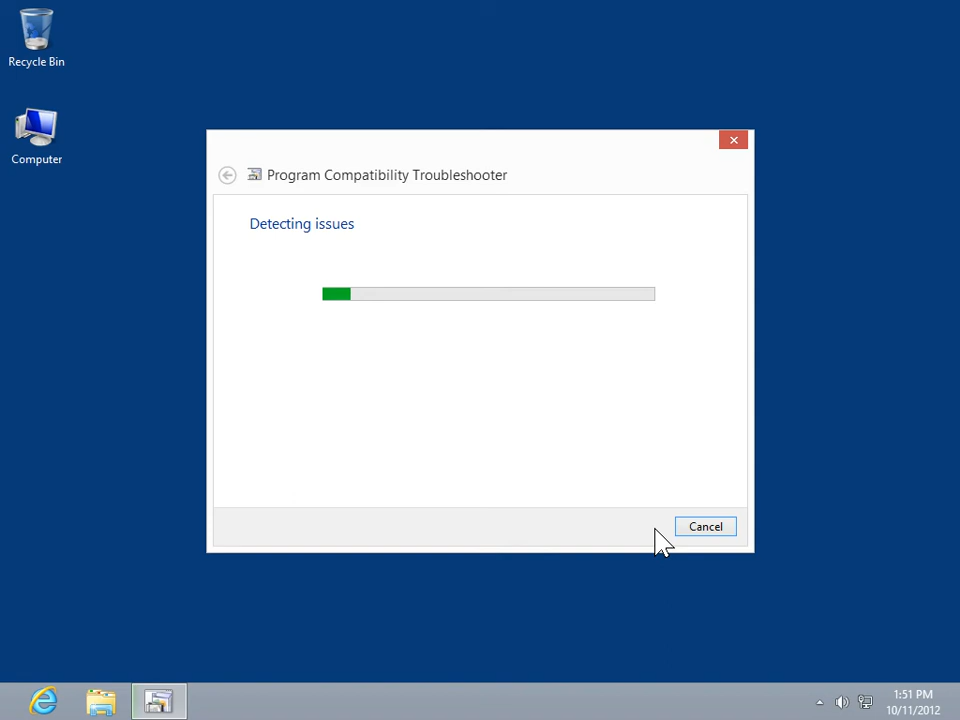 Recycle Bin
Computer
Program Compatibility Troubleshooter
Detecting issues
Cancel
1:51 PM
10/11/2012